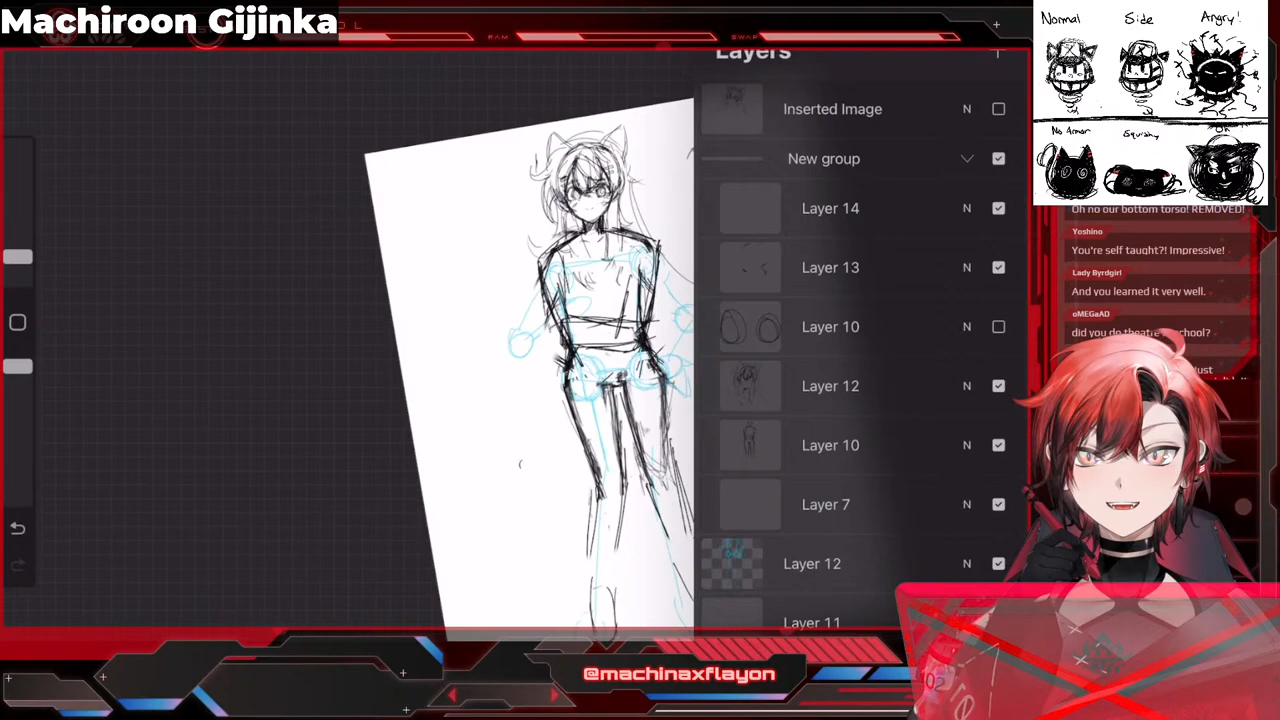 Machiroon Gijinka
RAM
SWAP
Normal
Side
Angry!
No Armor
Squishy
Layers
Inserted Image N
New group
Layer 14 N
Layer 13 N
Layer 10 N
Layer 12 N
Layer 10 N
Layer 7 N
Layer 12 N
Layer 11
Oh no our bottom torso! REMOVED!
Yoshino
You're self taught?! Impressive!
Lady Byrdgirl
And you learned it very well.
oMEGaAD
did you do theatre school?
@machinaxflayon